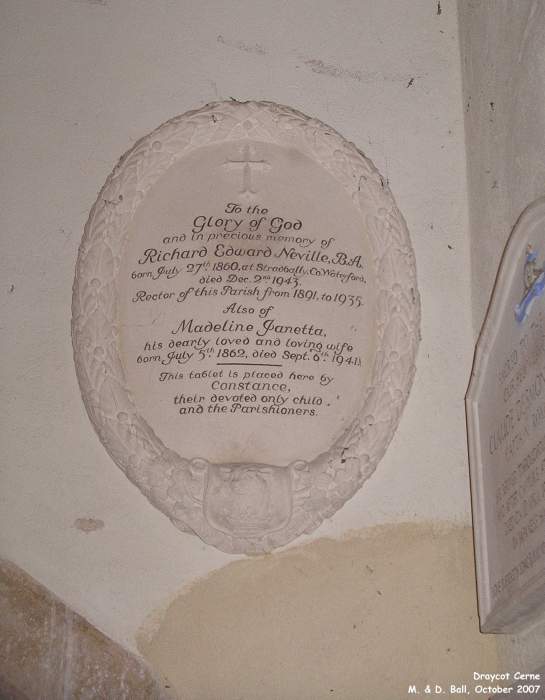 To the
Glory of God
and in precious memory of
Richard Edward Neville, B.A.
born July 27th 1860, at Stradbally, Co. Waterford,
died Dec. 2nd 1943.
Rector of this Parish from 1891, to 1935.
Also of
Madeline Janetta,
his dearly loved and loving wife
born July 5th 1862, died Sept. 6th 1941.
This tablet is placed here by
Constance,
their devoted only child.
and the Parishioners.
Draycot Cerne
M. & D. Ball, October 2007